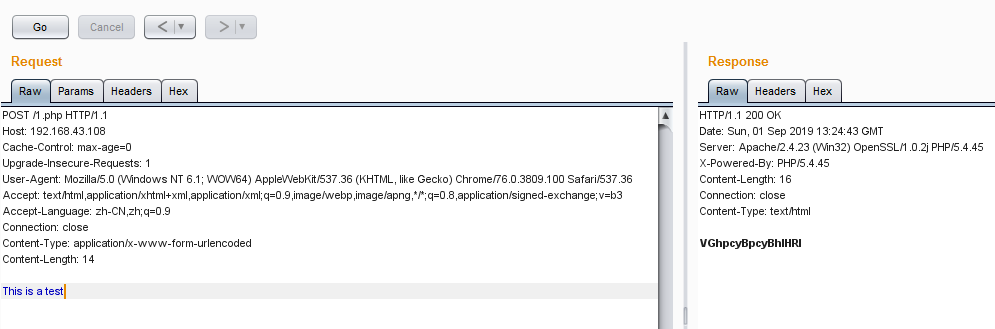 Go Cancel < | ▼ > | ▼
Request
Raw Params Headers Hex
POST /1.php HTTP/1.1
Host: 192.168.43.108
Cache-Control: max-age=0
Upgrade-Insecure-Requests: 1
User-Agent: Mozilla/5.0 (Windows NT 6.1; WOW64) AppleWebKit/537.36 (KHTML, like Gecko) Chrome/76.0.3809.100 Safari/537.36
Accept: text/html,application/xhtml+xml,application/xml;q=0.9,image/webp,image/apng,*/*;q=0.8,application/signed-exchange;v=b3
Accept-Language: zh-CN,zh;q=0.9
Connection: close
Content-Type: application/x-www-form-urlencoded
Content-Length: 14
This is a test
Response
Raw Headers Hex
HTTP/1.1 200 OK
Date: Sun, 01 Sep 2019 13:24:43 GMT
Server: Apache/2.4.23 (Win32) OpenSSL/1.0.2j PHP/5.4.45
X-Powered-By: PHP/5.4.45
Content-Length: 16
Connection: close
Content-Type: text/html
VGhpcyBpcyBhIHRl